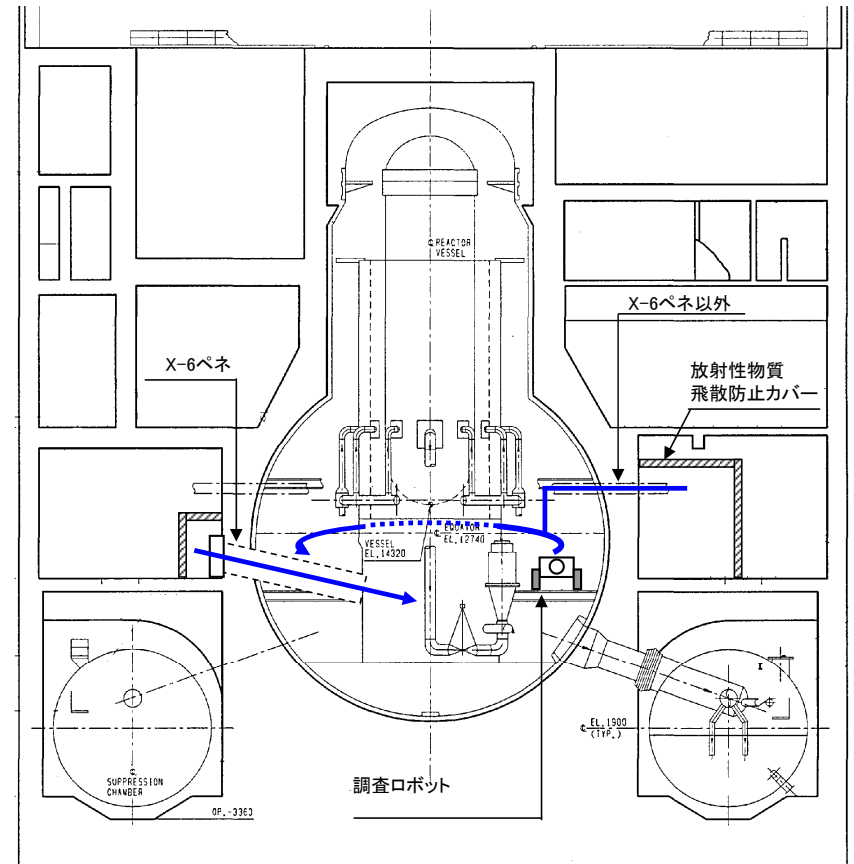 ℄ REACTOR
VESSEL
X-6ペネ以外
X-6ペネ
放射性物質
飛散防止カバー
℄ EQUATOR
EL.12740
VESSEL
EL.14320
℄ EL.1900
(TYP.)
℄
SUPPRESSION
CHAMBER
調査ロボット
OP.-3360
I